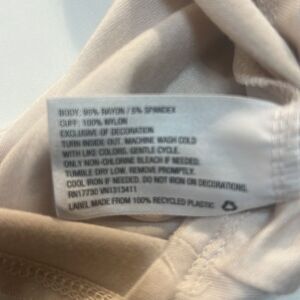 BODY: 95% RAYON / 5% SPANDEX
CUFF: 100% NYLON
EXCLUSIVE OF DECORATION
TURN INSIDE OUT. MACHINE WASH COLD
WITH LIKE COLORS. GENTLE CYCLE.
ONLY NON-CHLORINE BLEACH IF NEEDED.
TUMBLE DRY LOW. REMOVE PROMPTLY.
COOL IRON IF NEEDED. DO NOT IRON ON DECORATIONS.
RN17730 VN1313411
LABEL MADE FROM 100% RECYCLED PLASTIC